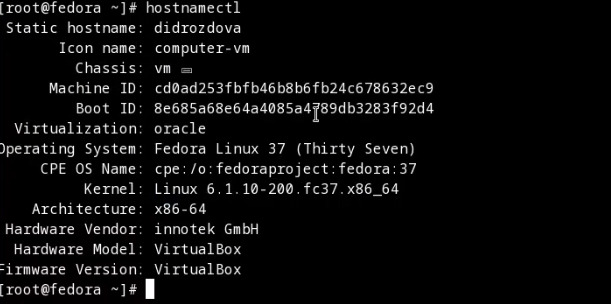 [root@fedora ~]# hostnamectl
Static hostname: didrozdova
Icon name: computer-vm
Chassis: vm
Machine ID: cd0ad253fbfb46b8b6fb24c678632ec9
Boot ID: 8e685a68e64a4085a4789db3283f92d4
Virtualization: oracle
Operating System: Fedora Linux 37 (Thirty Seven)
CPE OS Name: cpe:/o:fedoraproject:fedora:37
Kernel: Linux 6.1.10-200.fc37.x86_64
Architecture: x86-64
Hardware Vendor: innotek GmbH
Hardware Model: VirtualBox
Firmware Version: VirtualBox
[root@fedora ~]#